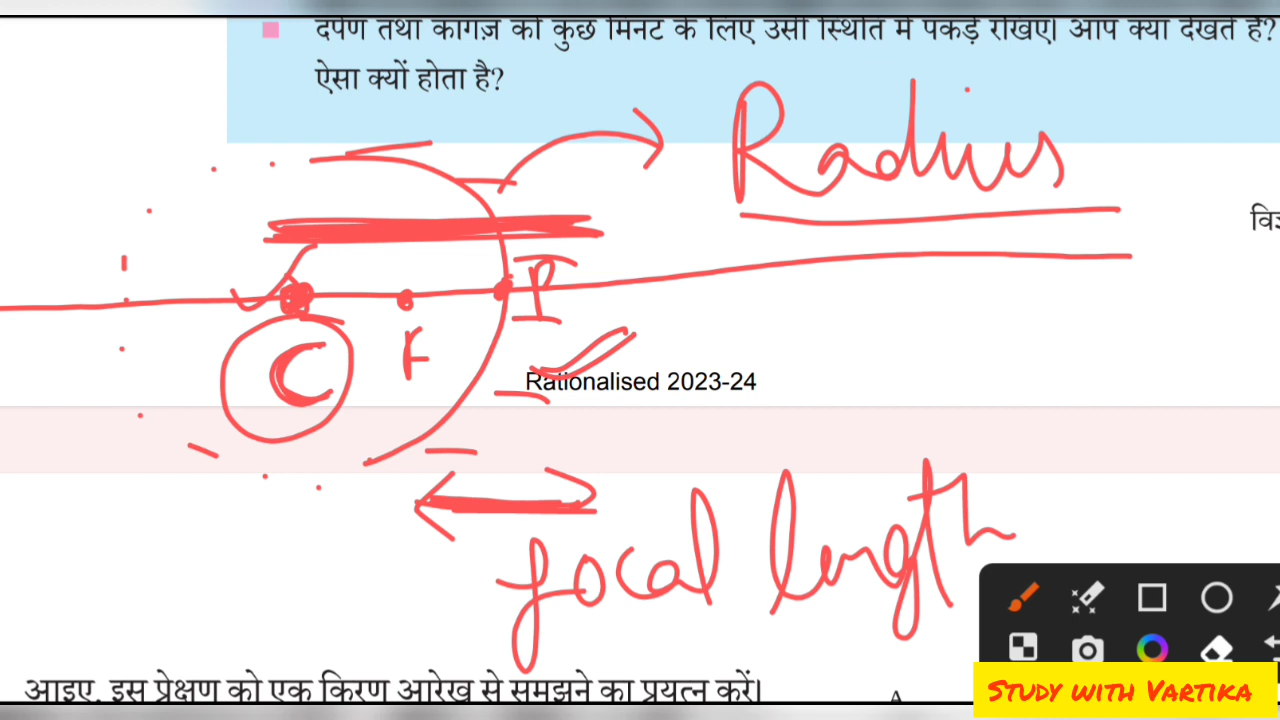 दर्पण तथा कागज़ को कुछ मिनट के लिए उसी स्थिति में पकड़े रखिए। आप क्या देखते हैं?
ऐसा क्यों होता है?
Radius
विज्ञ
P
C F
Rationalised 2023-24
focal length
आइए, इस प्रेक्षण को एक किरण आरेख से समझने का प्रयत्न करें।
A
STUDY WITH VARTIKA